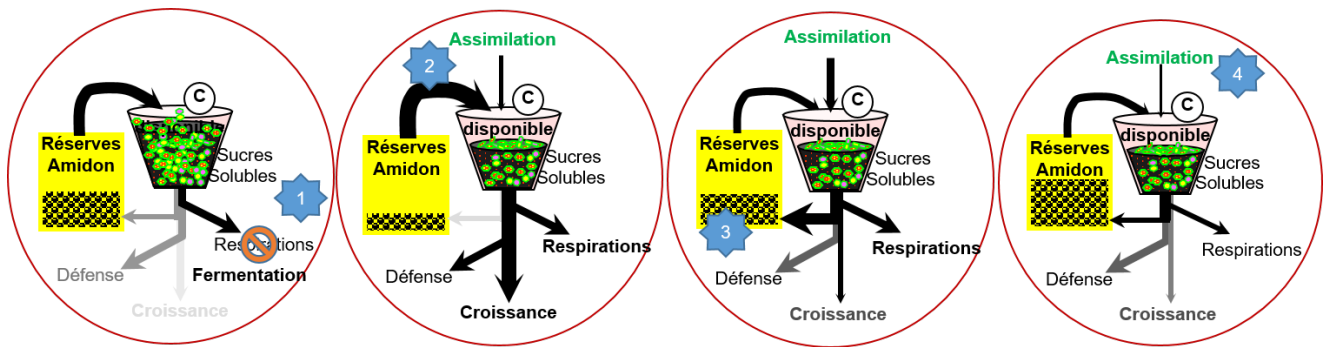 C
disponible
Réserves
Amidon
Sucres
Solubles
1
Respirations
Fermentation
Défense
Croissance
Assimilation
2
C
disponible
Réserves
Amidon
Sucres
Solubles
Respirations
Défense
Croissance
Assimilation
C
disponible
Réserves
Amidon
Sucres
Solubles
3
Respirations
Défense
Croissance
Assimilation
4
C
disponible
Réserves
Amidon
Sucres
Solubles
Respirations
Défense
Croissance